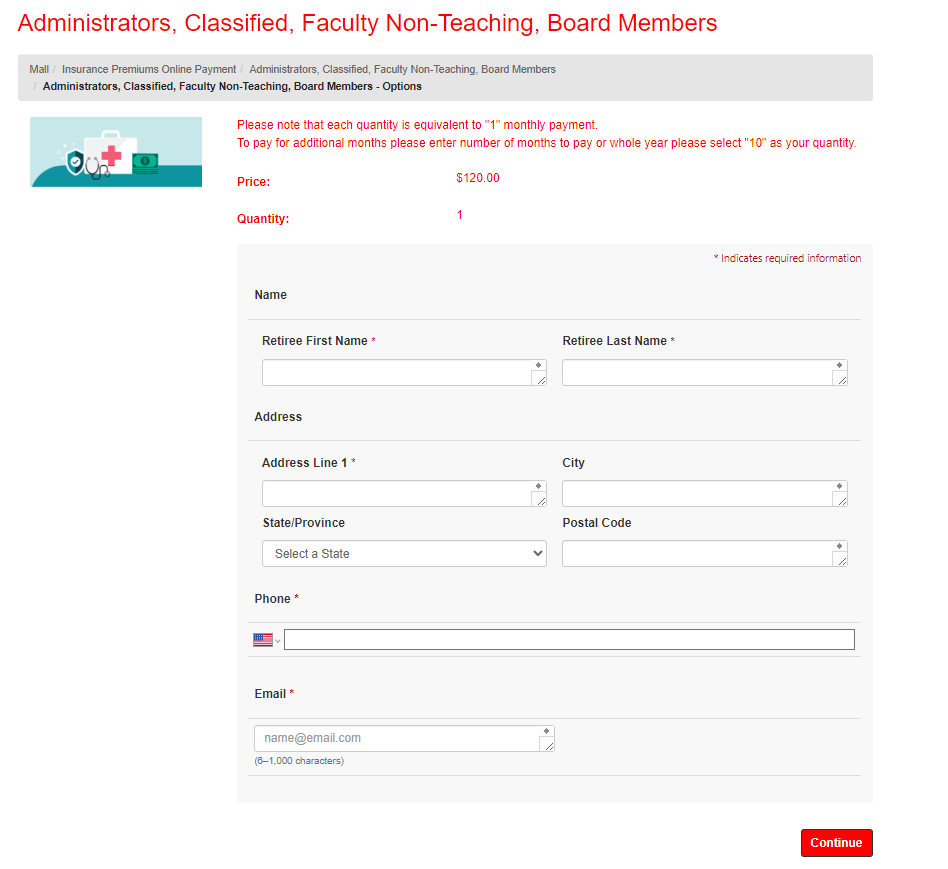 Administrators, Classified, Faculty Non-Teaching, Board Members
Mall / Insurance Premiums Online Payment / Administrators, Classified, Faculty Non-Teaching, Board Members
/ Administrators, Classified, Faculty Non-Teaching, Board Members - Options
Please note that each quantity is equivalent to "1" monthly payment.
To pay for additional months please enter number of months to pay or whole year please select "10" as your quantity.
Price: $120.00
Quantity: 1
* Indicates required information
Name
Retiree First Name * Retiree Last Name *
Address
Address Line 1 * City
State/Province Postal Code
Select a State
Phone *
Email *
name@email.com
(6–1,000 characters)
Continue